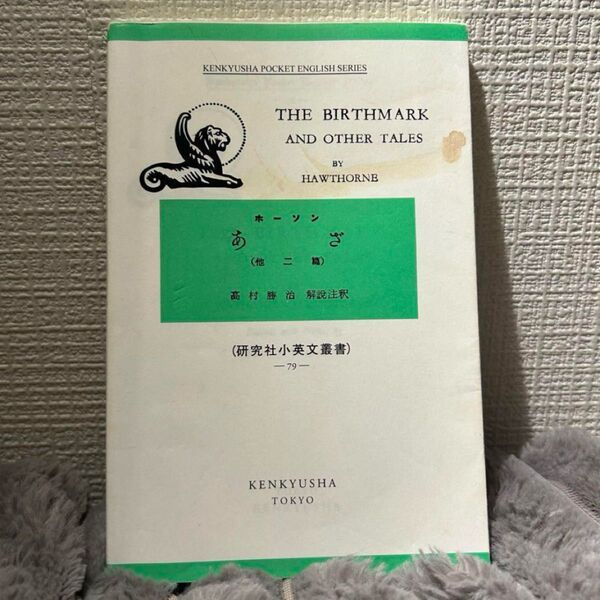 KENKYUSHA POCKET ENGLISH SERIES
THE BIRTHMARK
AND OTHER TALES
BY
HAWTHORNE
ホーソン
あざ
(他二篇)
髙村勝治 解説注釈
(研究社小英文叢書)
—79—
KENKYUSHA
TOKYO